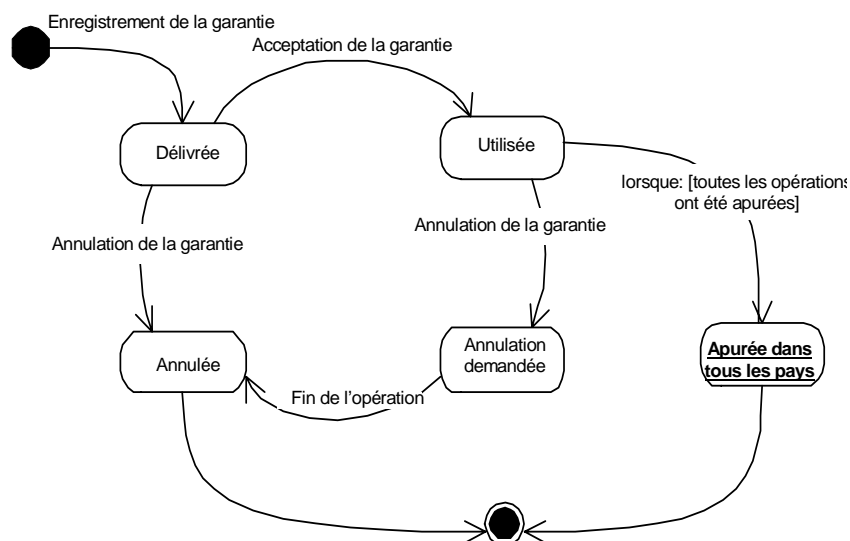 Enregistrement de la garantie
Acceptation de la garantie
Délivrée
Utilisée
lorsque: [toutes les opérations
ont été apurées]
Annulation de la garantie
Annulation de la garantie
Annulée
Annulation
demandée
Apurée dans
tous les pays
Fin de l'opération